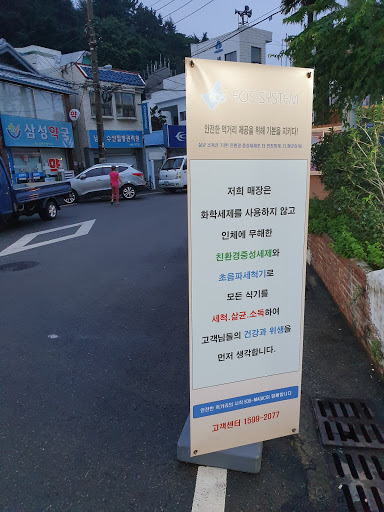 FOS SYSTEM
안전한 먹거리 제공을 위해 기본을 지키다!
저희 매장은
화학세제를 사용하지 않고
인체에 무해한
친환경중성세제와
초음파세척기로
모든 식기를
세척.살균.소독하여
고객님들의 건강과 위생을
먼저 생각합니다.
고객센터 1599-2077
삼성약국